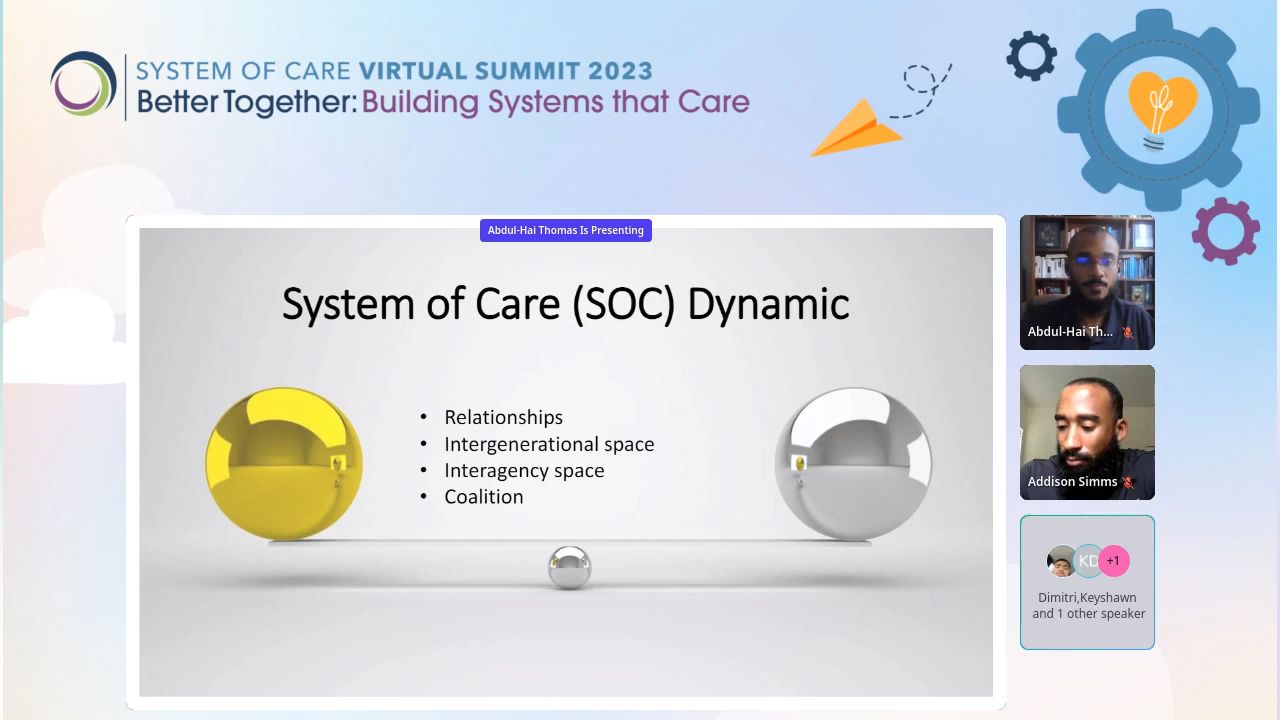 SYSTEM OF CARE VIRTUAL SUMMIT 2023
Better Together: Building Systems that Care
Abdul-Hai Thomas Is Presenting
System of Care (SOC) Dynamic
• Relationships
• Intergenerational space
• Interagency space
• Coalition
Abdul-Hai Th...
Addison Simms
KD +1
Dimitri,Keyshawn
and 1 other speaker